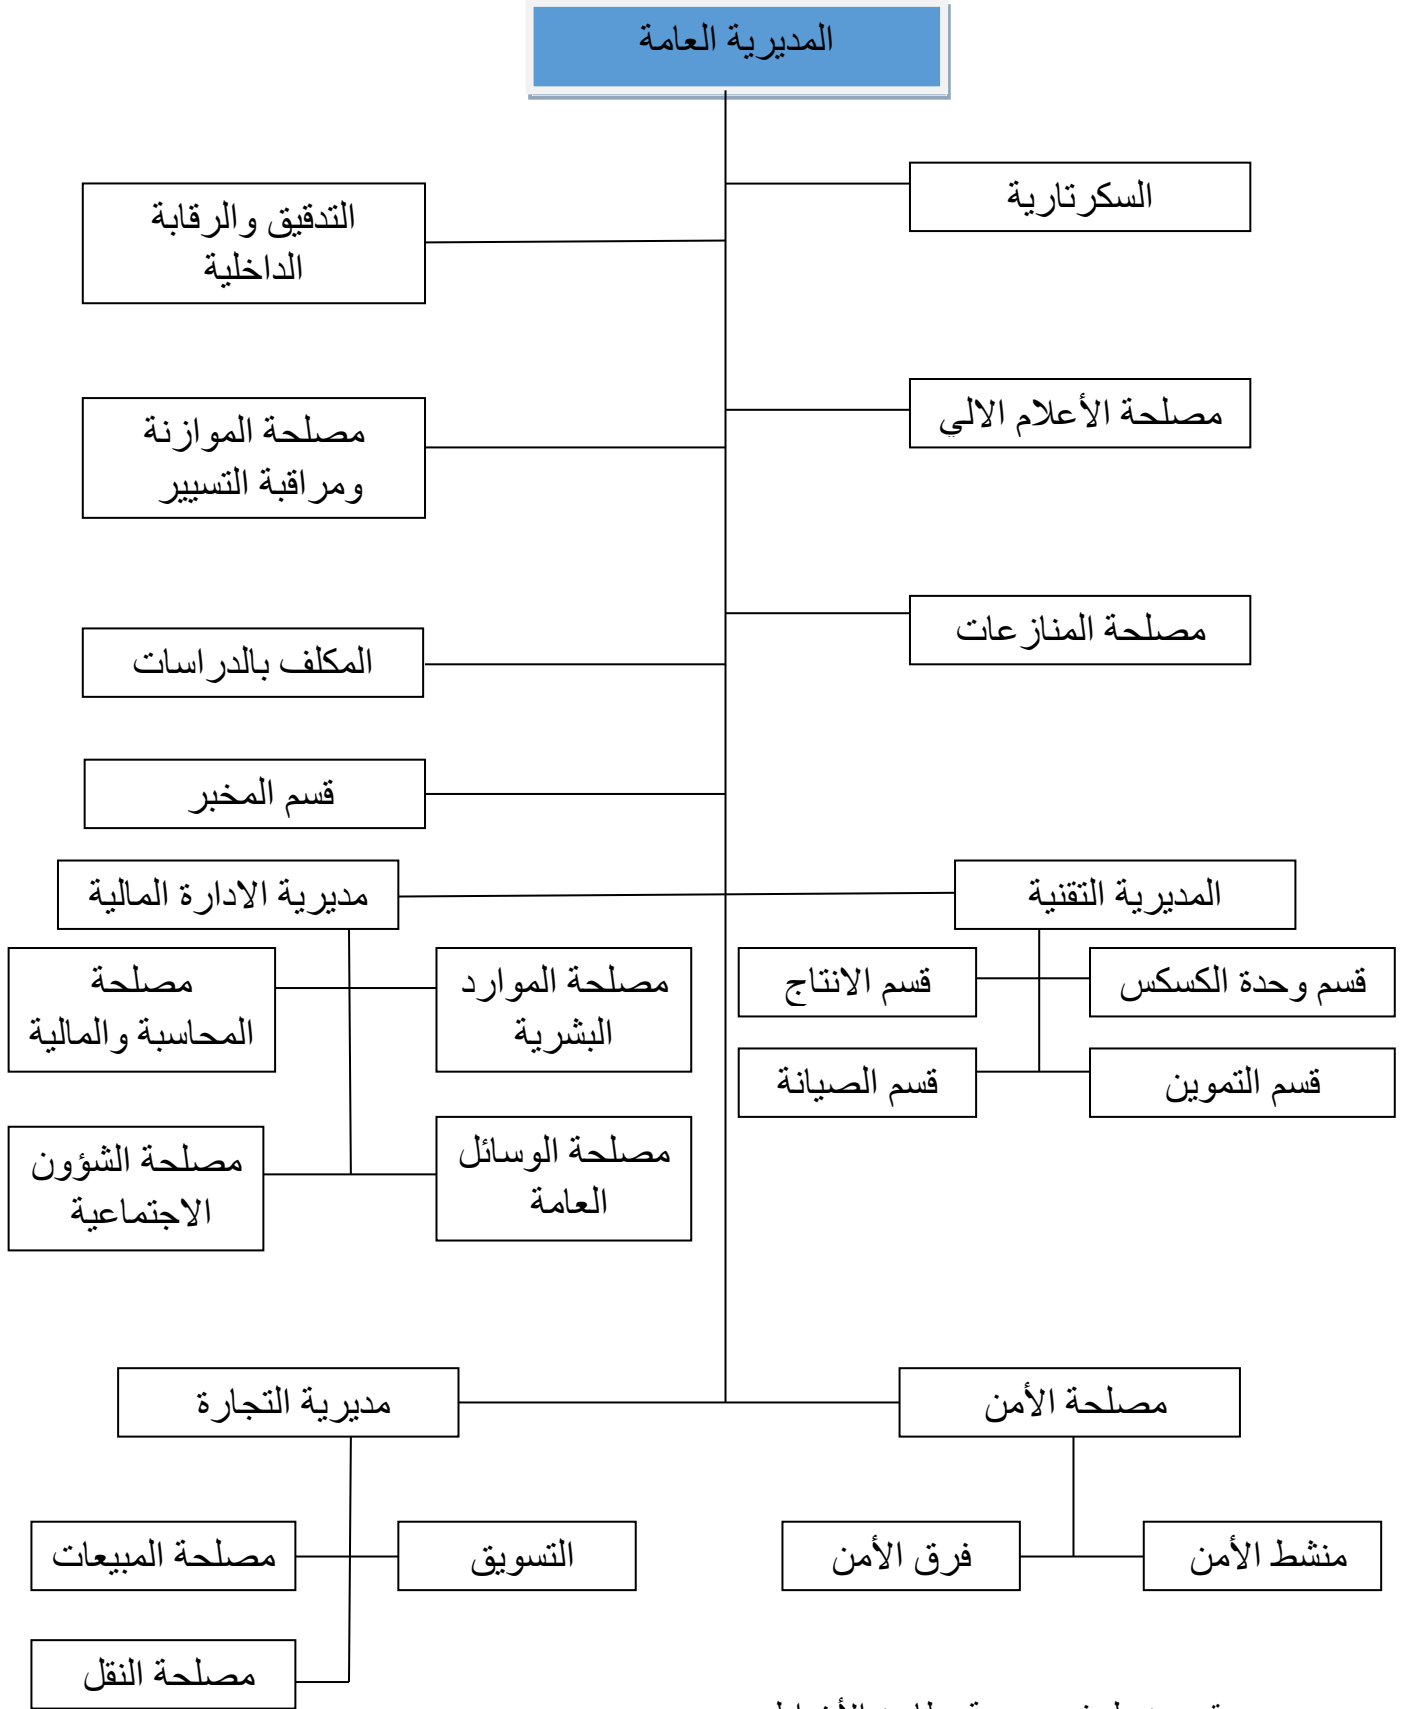 المديرية العامة
السكرتارية
التدقيق والرقابة
الداخلية
مصلحة الأعلام الالي
مصلحة الموازنة
ومراقبة التسيير
مصلحة المنازعات
المكلف بالدراسات
قسم المخبر
المديرية التقنية
مديرية الادارة المالية
قسم وحدة الكسكس
قسم الانتاج
قسم التموين
قسم الصيانة
مصلحة الموارد
البشرية
مصلحة
المحاسبة والمالية
مصلحة الوسائل
العامة
مصلحة الشؤون
الاجتماعية
مصلحة الأمن
مديرية التجارة
منشط الأمن
فرق الأمن
التسويق
مصلحة المبيعات
مصلحة النقل